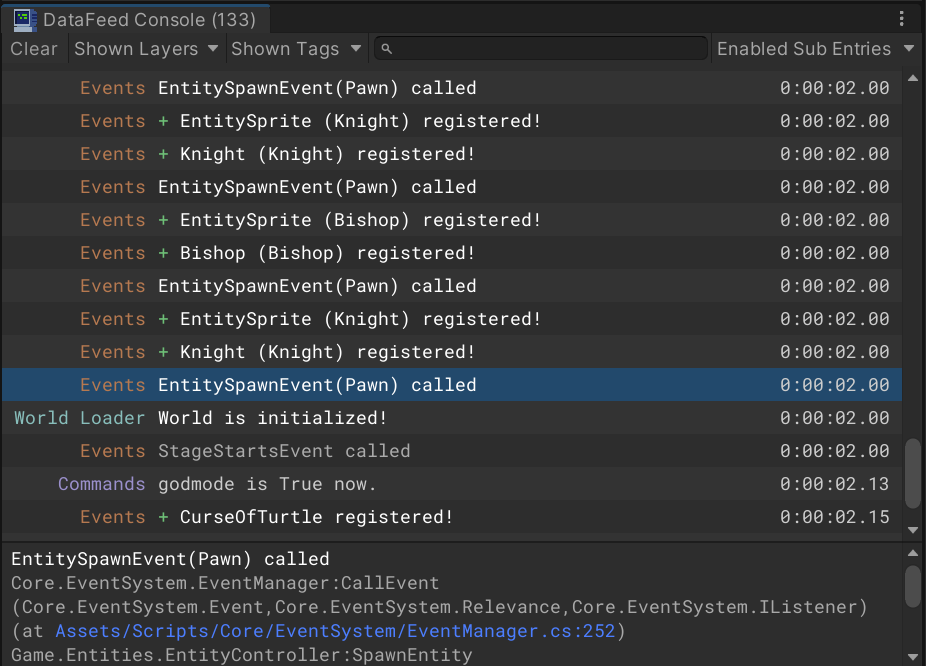 DataFeed Console (133)
Clear Shown Layers Shown Tags Enabled Sub Entries
Events EntitySpawnEvent(Pawn) called 0:00:02.00
Events + EntitySprite (Knight) registered! 0:00:02.00
Events + Knight (Knight) registered! 0:00:02.00
Events EntitySpawnEvent(Pawn) called 0:00:02.00
Events + EntitySprite (Bishop) registered! 0:00:02.00
Events + Bishop (Bishop) registered! 0:00:02.00
Events EntitySpawnEvent(Pawn) called 0:00:02.00
Events + EntitySprite (Knight) registered! 0:00:02.00
Events + Knight (Knight) registered! 0:00:02.00
Events EntitySpawnEvent(Pawn) called 0:00:02.00
World Loader World is initialized! 0:00:02.00
Events StageStartsEvent called 0:00:02.00
Commands godmode is True now. 0:00:02.13
Events + CurseOfTurtle registered! 0:00:02.15
EntitySpawnEvent(Pawn) called
Core.EventSystem.EventManager:CallEvent
(Core.EventSystem.Event,Core.EventSystem.Relevance,Core.EventSystem.IListener)
(at Assets/Scripts/Core/EventSystem/EventManager.cs:252)
Game.Entities.EntityController:SpawnEntity